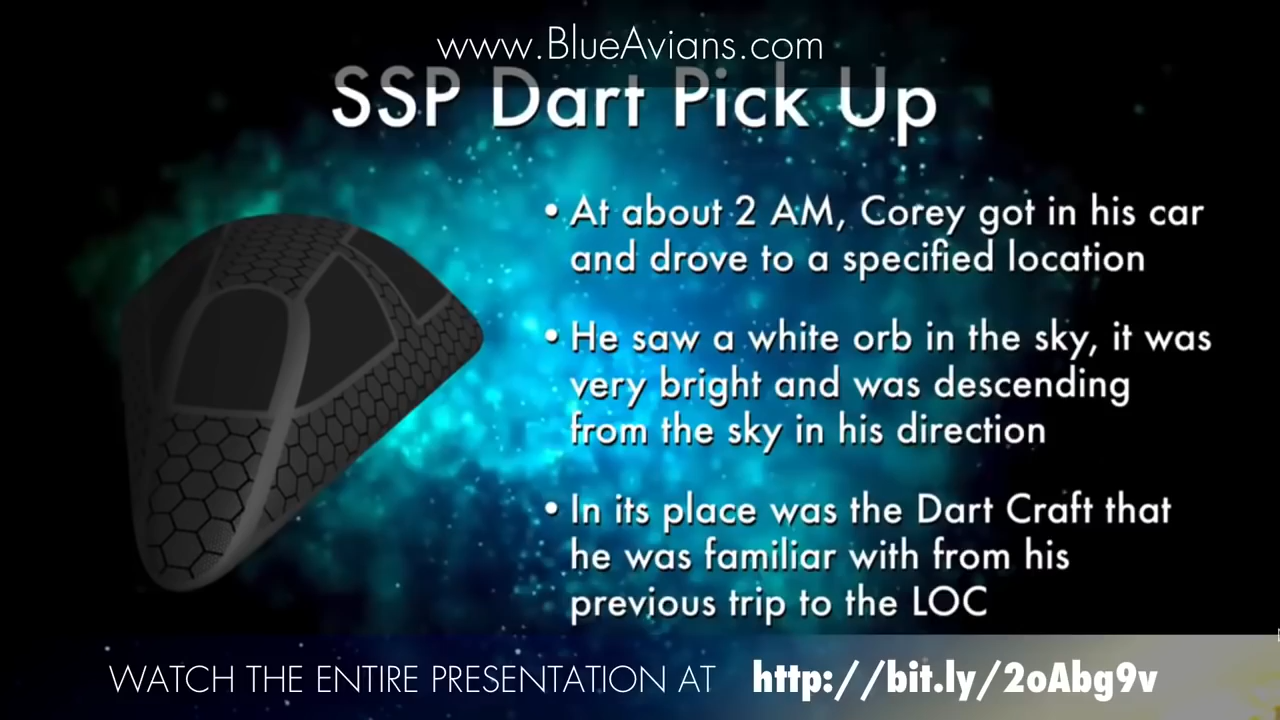 www.BlueAvians.com
SSP Dart Pick Up
• At about 2 AM, Corey got in his car
and drove to a specified location
• He saw a white orb in the sky, it was
very bright and was descending
from the sky in his direction
• In its place was the Dart Craft that
he was familiar with from his
previous trip to the LOC
WATCH THE ENTIRE PRESENTATION AT http://bit.ly/2oAbg9v